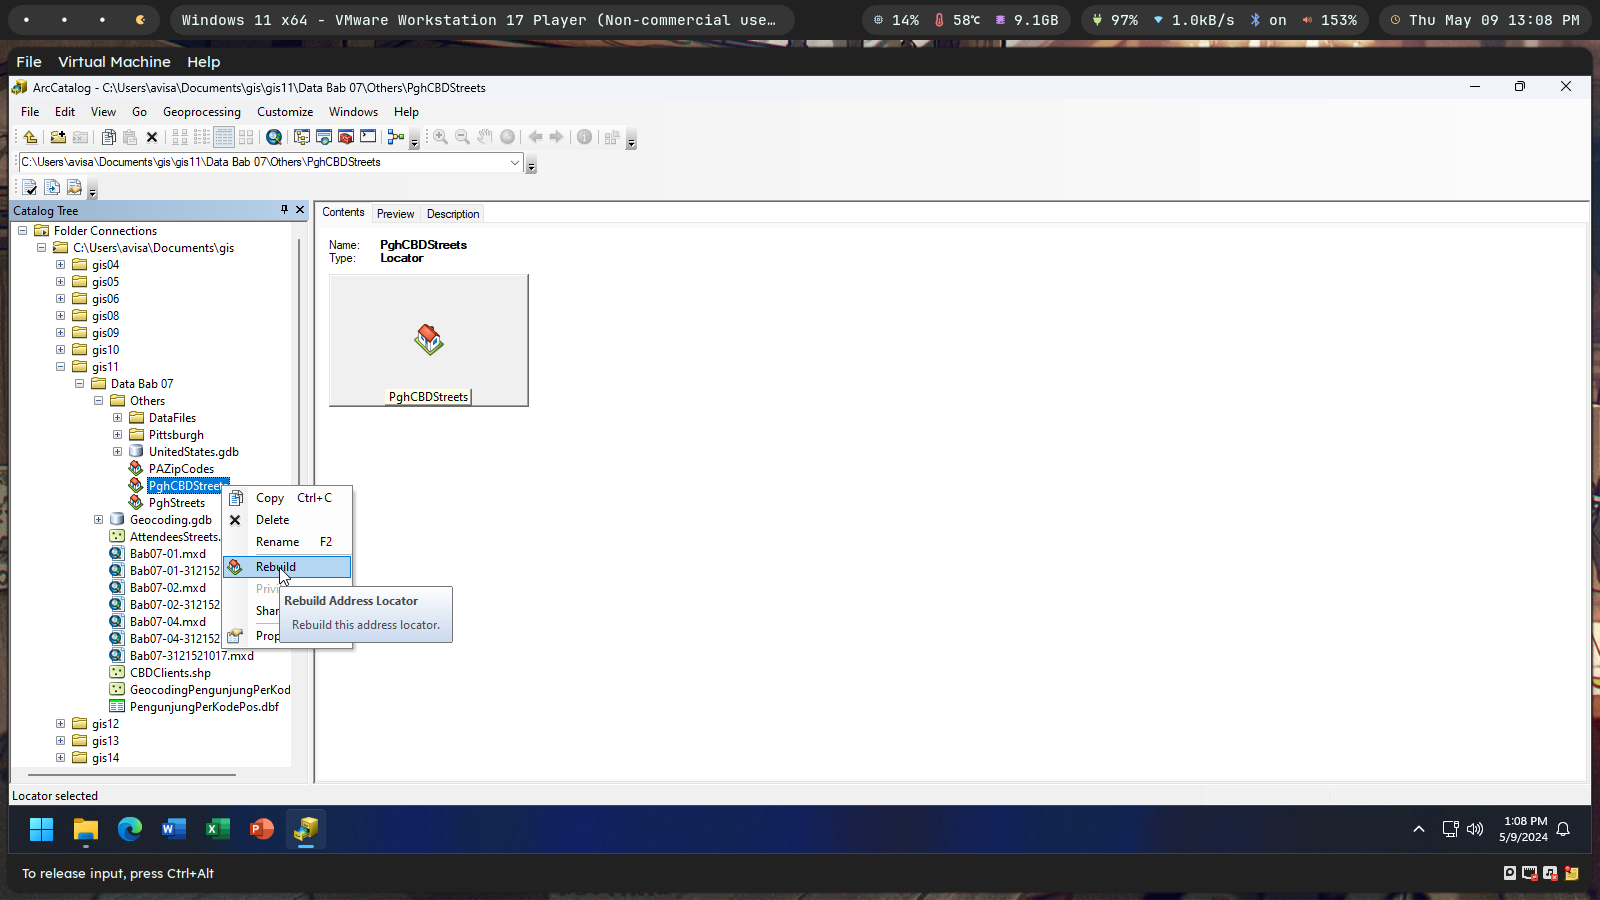 Windows 11 x64 - VMware Workstation 17 Player (Non-commercial use…
14% 58℃ 9.1GB
97% 1.0kB/s on 153%
Thu May 09 13:08 PM
File Virtual Machine Help
ArcCatalog - C:\Users\avisa\Documents\gis\gis11\Data Bab 07\Others\PghCBDStreets
File Edit View Go Geoprocessing Customize Windows Help
C:\Users\avisa\Documents\gis\gis11\Data Bab 07\Others\PghCBDStreets
Catalog Tree
Folder Connections
C:\Users\avisa\Documents\gis
gis04
gis05
gis06
gis08
gis09
gis10
gis11
Data Bab 07
Others
DataFiles
Pittsburgh
UnitedStates.gdb
PAZipCodes
PghCBDStreets
PghStreets
Geocoding.gdb
AttendeesStreets.
Bab07-01.mxd
Bab07-01-312152
Bab07-02.mxd
Bab07-02-312152
Bab07-04.mxd
Bab07-04-312152
Bab07-3121521017.mxd
CBDClients.shp
GeocodingPengunjungPerKod
PengunjungPerKodePos.dbf
gis12
gis13
gis14
Copy Ctrl+C
Delete
Rename F2
Rebuild
Priv
Shar
Prop
Rebuild Address Locator
Rebuild this address locator.
Contents Preview Description
Name: PghCBDStreets
Type: Locator
PghCBDStreets
Locator selected
1:08 PM
5/9/2024
To release input, press Ctrl+Alt